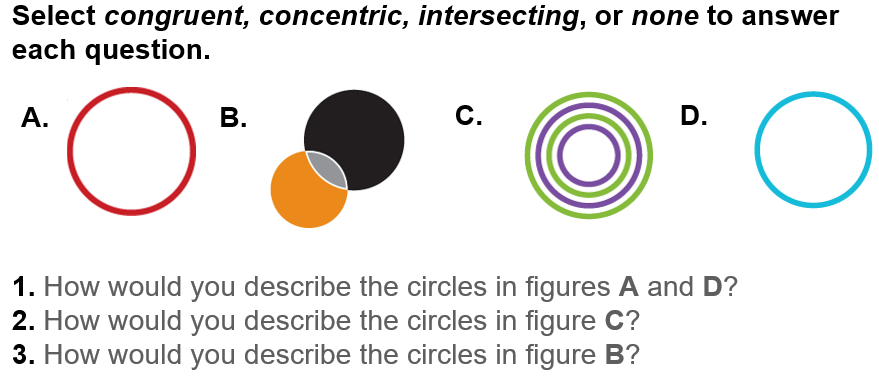 Select congruent, concentric, intersecting, or none to answer
each question.
A. B. C. D.
1. How would you describe the circles in figures A and D?
2. How would you describe the circles in figure C?
3. How would you describe the circles in figure B?